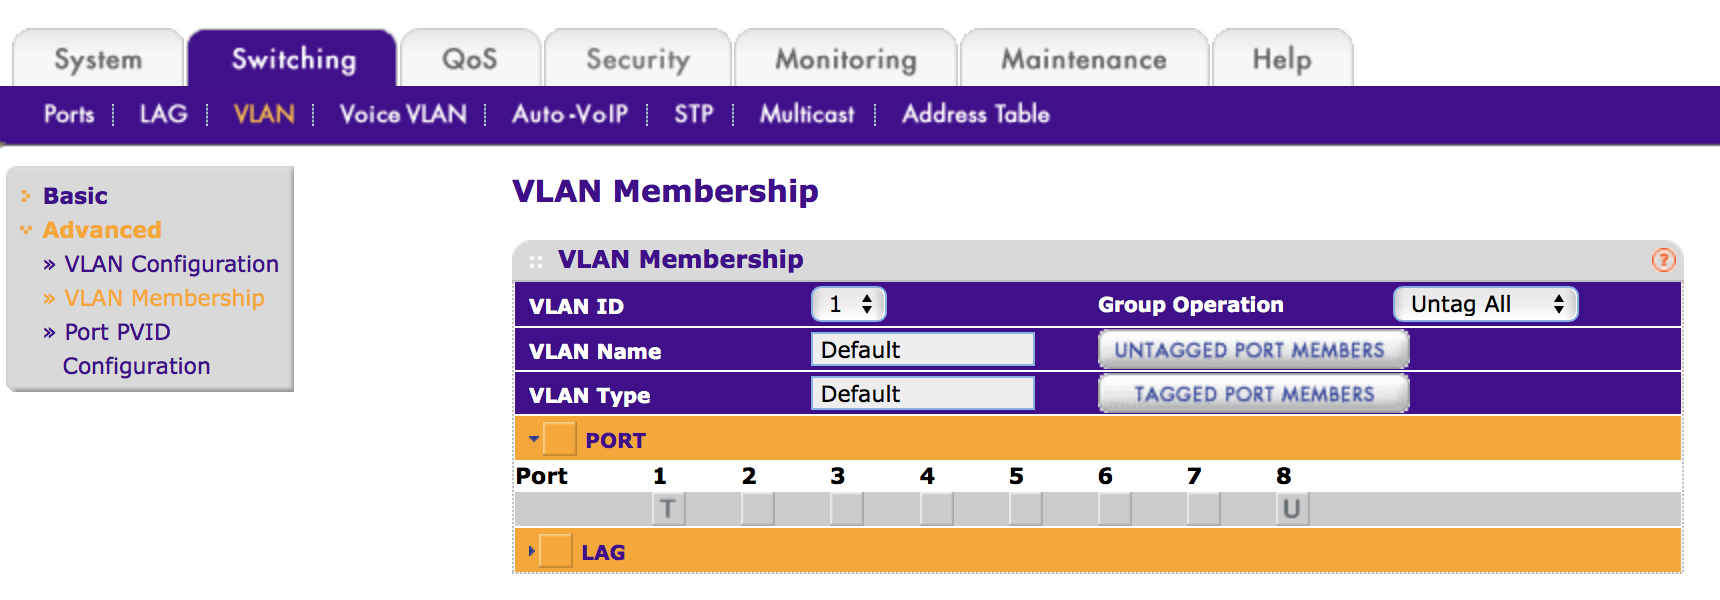 System Switching QoS Security Monitoring Maintenance Help
Ports LAG VLAN Voice VLAN Auto-VoIP STP Multicast Address Table
Basic
Advanced
» VLAN Configuration
» VLAN Membership
» Port PVID
Configuration
VLAN Membership
VLAN Membership ?
VLAN ID 1 Group Operation Untag All
VLAN Name Default UNTAGGED PORT MEMBERS
VLAN Type Default TAGGED PORT MEMBERS
PORT
Port 1 2 3 4 5 6 7 8
T U
LAG